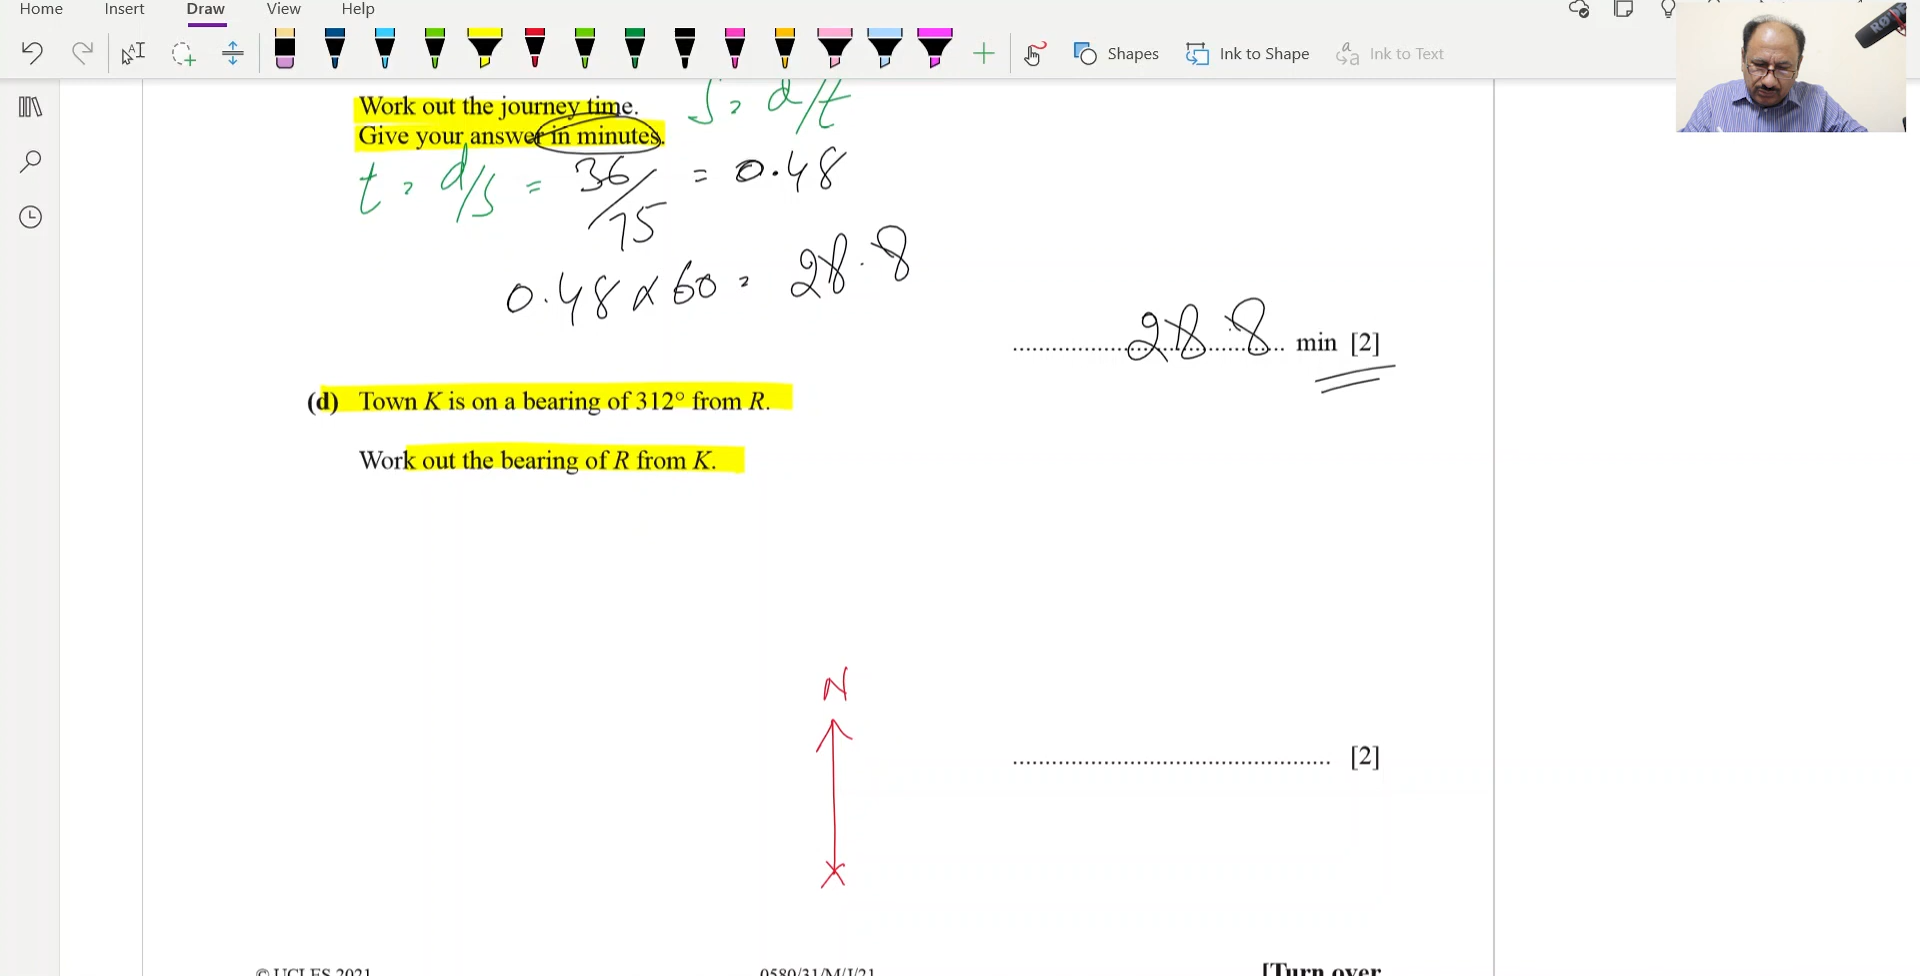 Home Insert Draw View Help
Shapes Ink to Shape Ink to Text
Work out the journey time. S = d/t
Give your answer in minutes.
t = d/s = 36/75 = 0.48
0.48 x 60 = 28.8
28.8 min [2]
(d) Town K is on a bearing of 312° from R.
Work out the bearing of R from K.
N
[2]
© UCLES 2021 0580/31/M/J/21 [Turn over